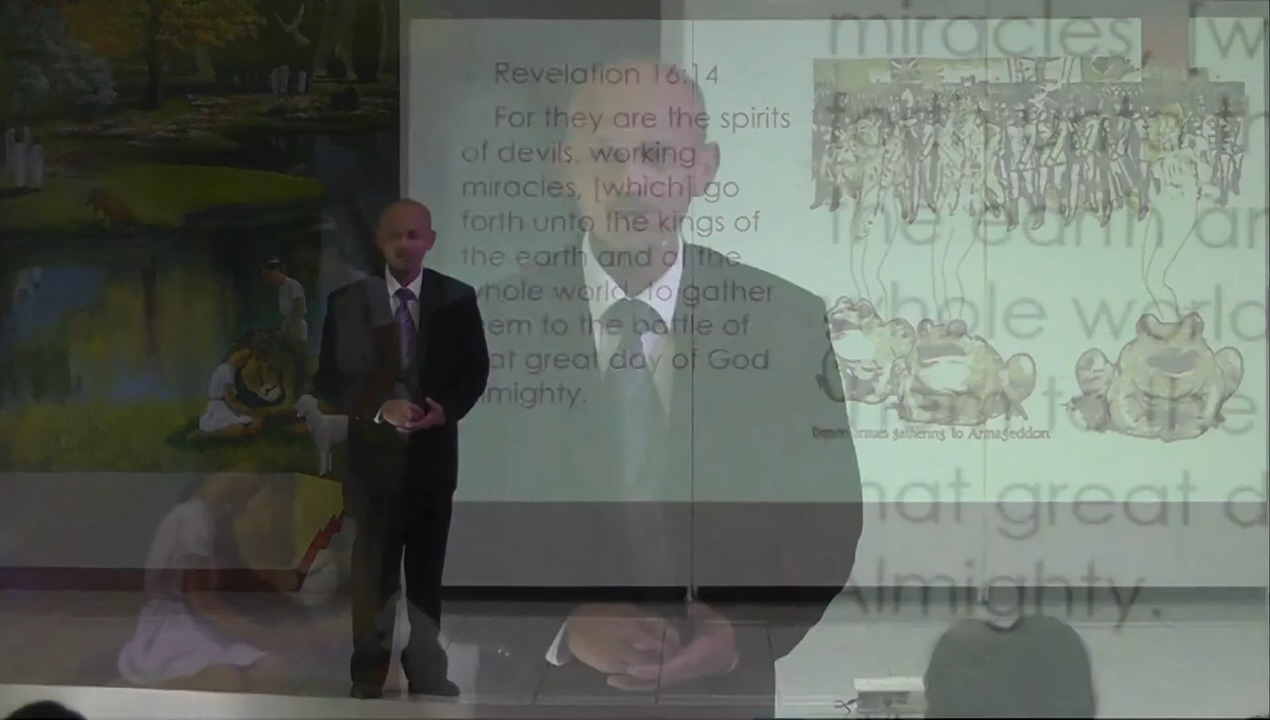 Revelation 16:14
For they are the spirits
of devils, working
miracles, [which] go
forth unto the kings of
the earth and of the
whole world, to gather
them to the battle of
that great day of God
Almighty.
gathering to Armageddon
miracles, [w
the earth an
whole world
that great d
Almighty.